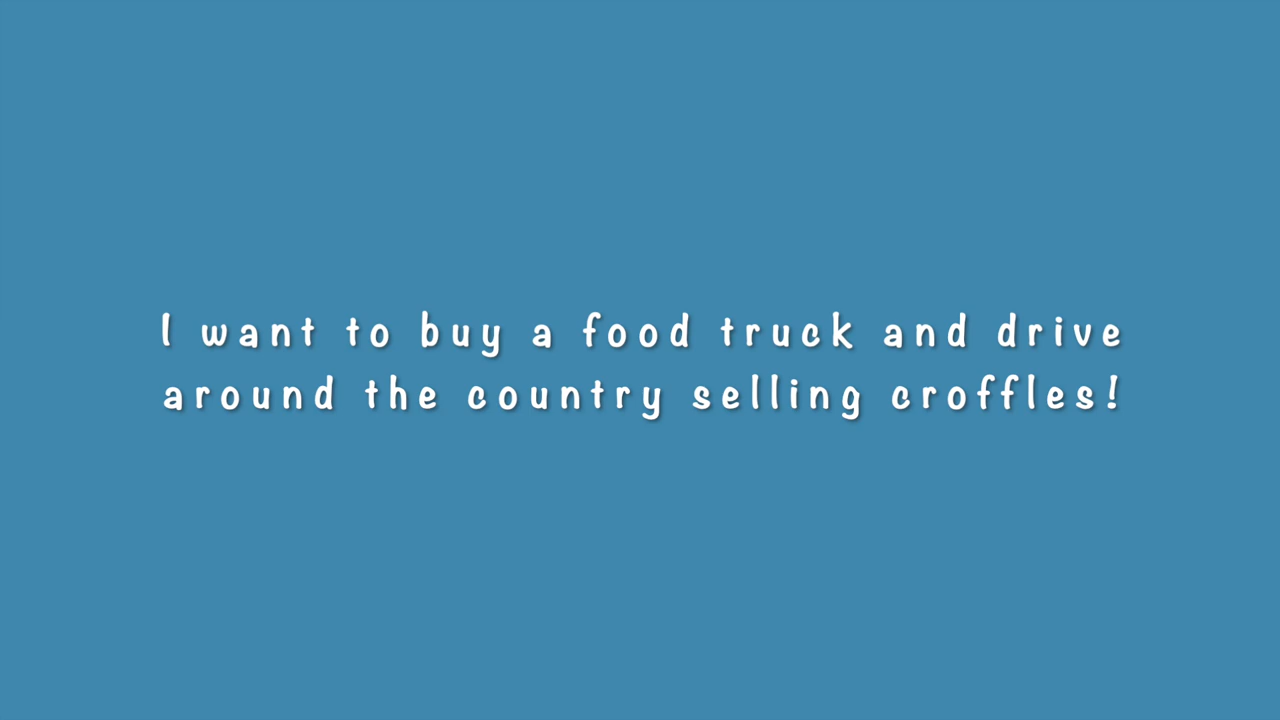 I want to buy a food truck and drive
around the country selling croffles!